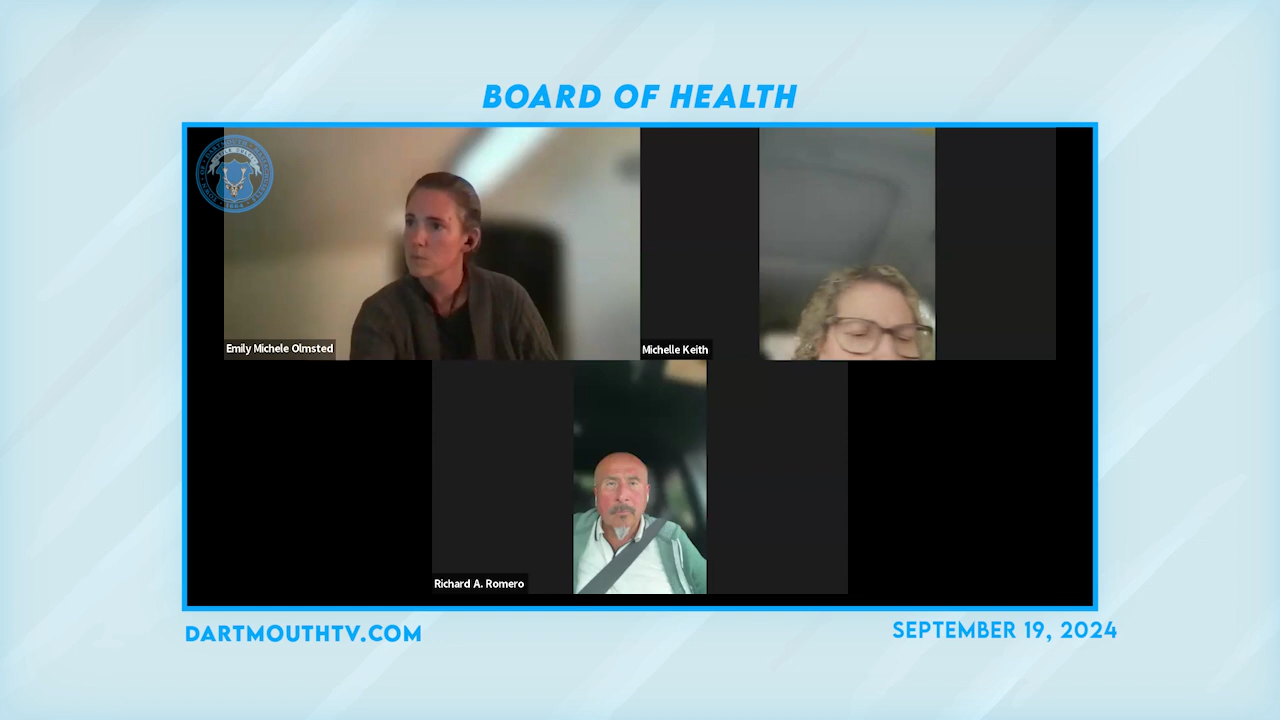 BOARD OF HEALTH
Emily Michele Olmsted
Michelle Keith
Richard A. Romero
DARTMOUTHTV.COM
SEPTEMBER 19, 2024